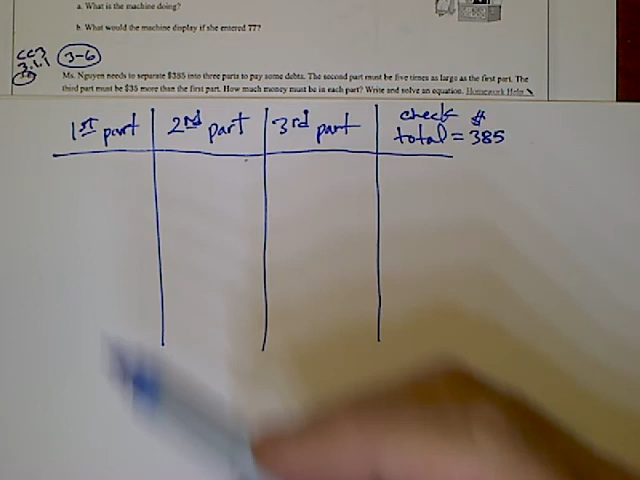 a. What is the machine doing?
b. What would the machine display if she entered 77?
CC3
3.1.1
3-6
Ms. Nguyen needs to separate $385 into three parts to pay some debts. The second part must be five times as large as the first part. The
third part must be $35 more than the first part. How much money must be in each part? Write and solve an equation. Homework Help
1st part
2nd part
3rd part
check $
total = 385